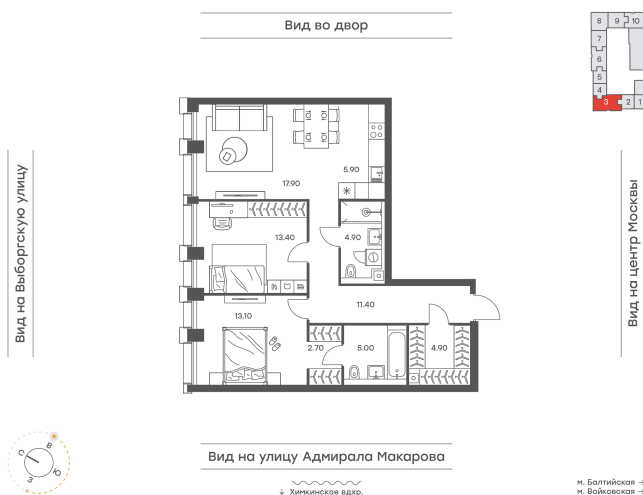 Вид во двор
8 9 10
7
6
5
4
3 2 1
Вид на Выборгскую улицу
Вид на центр Москвы
5.90
17.90
13.40
4.90
11.40
13.10
2.70
5.00
4.90
Вид на улицу Адмирала Макарова
↓ Химкинское вдхр.
С
В
Ю
З
м. Балтийская
м. Войковская